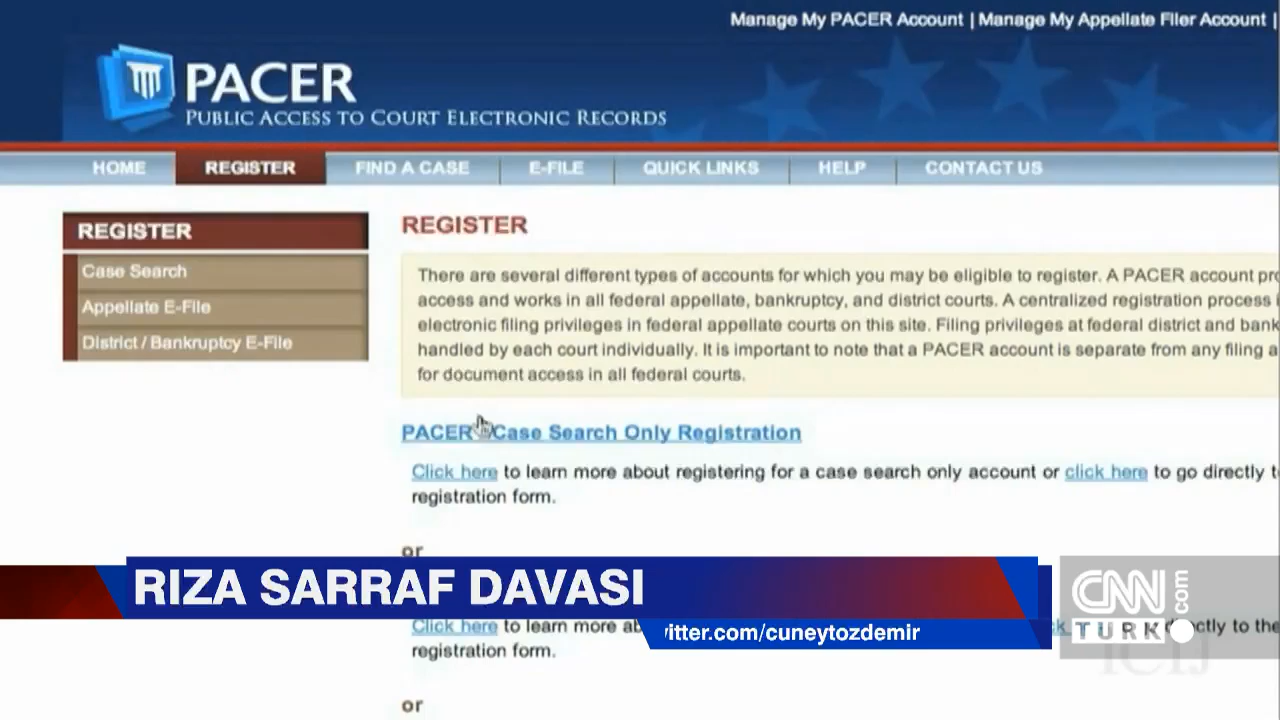 Manage My PACER Account | Manage My Appellate Filer Account |
PACER
PUBLIC ACCESS TO COURT ELECTRONIC RECORDS
HOME REGISTER FIND A CASE E-FILE QUICK LINKS HELP CONTACT US
REGISTER
Case Search
Appellate E-File
District / Bankruptcy E-File
REGISTER
There are several different types of accounts for which you may be eligible to register. A PACER account
access and works in all federal appellate, bankruptcy, and district courts. A centralized registration process
electronic filing privileges in federal appellate courts on this site. Filing privileges at federal district and
handled by each court individually. It is important to note that a PACER account is separate from any filing
for document access in all federal courts.
PACER Case Search Only Registration
Click here to learn more about registering for a case search only account or click here to go directly
registration form.
or
RIZA SARRAF DAVASI
Click here to learn more to the
itter.com/cuneytozdemir
registration form.
or
CNN.com
TURK
ICIJ